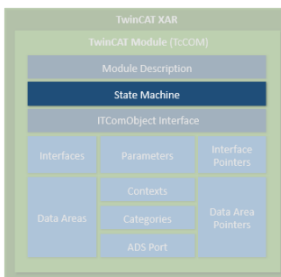 TwinCAT XAR
TwinCAT Module (TcCOM)
Module Description
State Machine
ITComObject Interface
Interfaces
Parameters
Interface
Pointers
Data Areas
Contexts
Categories
ADS Port
Data Area
Pointers